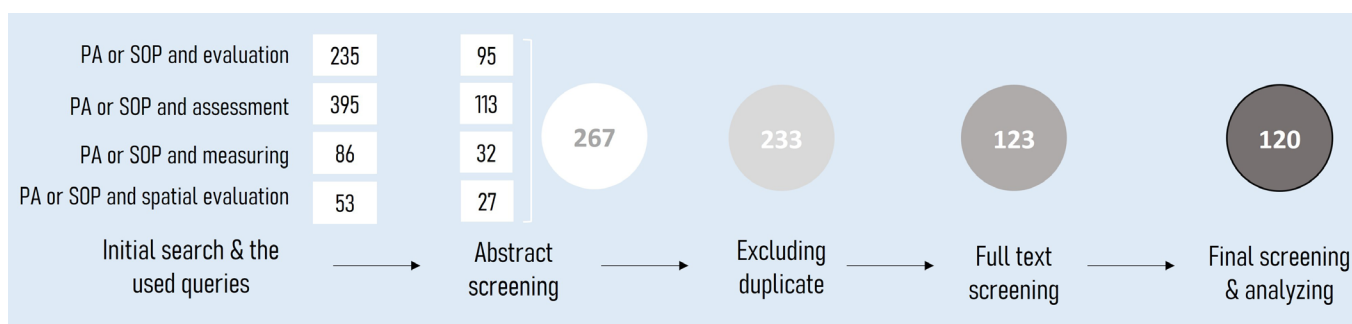 PA or SOP and evaluation 235 95
PA or SOP and assessment 395 113
PA or SOP and measuring 86 32
PA or SOP and spatial evaluation 53 27
267
233
123
120
Initial search & the
used queries
Abstract
screening
Excluding
duplicate
Full text
screening
Final screening
& analyzing